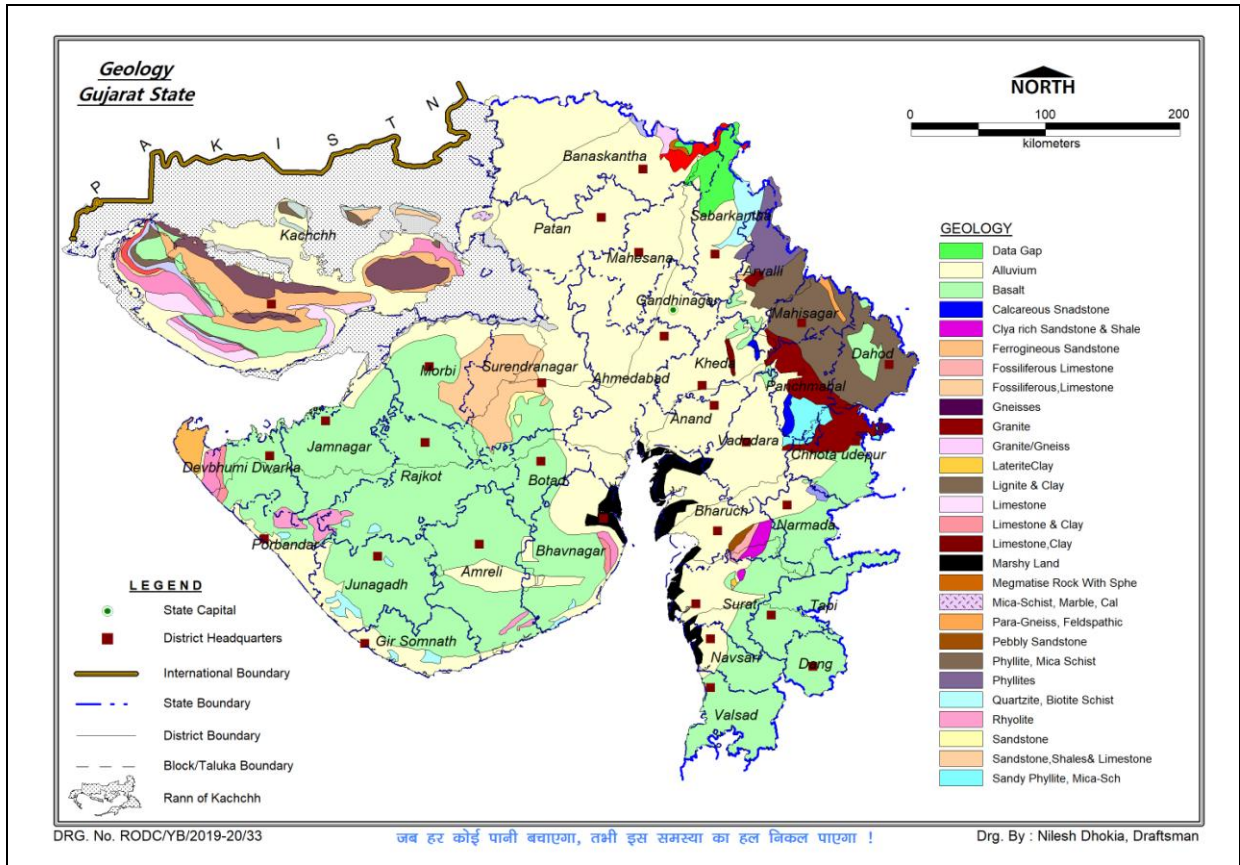 Geology
Gujarat State
NORTH
0 100 200
kilometers
P A K I S T N
Banaskantha
Patan
Sabarkantha
Kachchh
Mahesana
Arvalli
Gandhinagar
Mahisagar
Morbi
Surendranagar
Ahmedabad
Kheda
Dahod
Panchmahal
Anand
Jamnagar
Vadodara
Devbhumi Dwarka
Rajkot
Botad
Chhota udepur
Bharuch
Narmada
Porbandar
Bhavnagar
Junagadh
Amreli
Surat
Tapi
Gir Somnath
Navsari
Dang
Valsad
LEGEND
State Capital
District Headquarters
International Boundary
State Boundary
District Boundary
Block/Taluka Boundary
Rann of Kachchh
GEOLOGY
Data Gap
Alluvium
Basalt
Calcareous Snadstone
Clya rich Sandstone & Shale
Ferrogineous Sandstone
Fossiliferous Limestone
Fossiliferous,Limestone
Gneisses
Granite
Granite/Gneiss
LateriteClay
Lignite & Clay
Limestone
Limestone & Clay
Limestone,Clay
Marshy Land
Megmatise Rock With Sphe
Mica-Schist, Marble, Cal
Para-Gneiss, Feldspathic
Pebbly Sandstone
Phyllite, Mica Schist
Phyllites
Quartzite, Biotite Schist
Rhyolite
Sandstone
Sandstone,Shales& Limestone
Sandy Phyllite, Mica-Sch
DRG. No. RODC/YB/2019-20/33
जब हर कोई पानी बचाएगा, तभी इस समस्या का हल निकल पाएगा !
Drg. By : Nilesh Dhokia, Draftsman